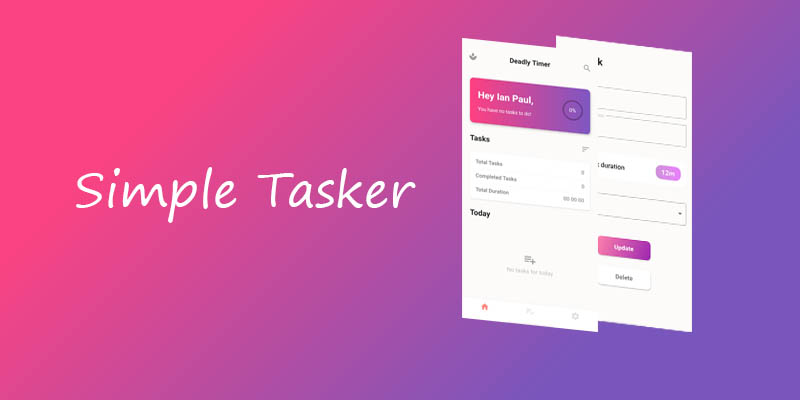 Simple Tasker
Deadly Timer
Hey Ian Paul,
You have no tasks to do!
0%
Tasks
Total Tasks 0
Completed Tasks 0
Total Duration 00:00:00
Today
No tasks for today
duration
12m
Update
Delete